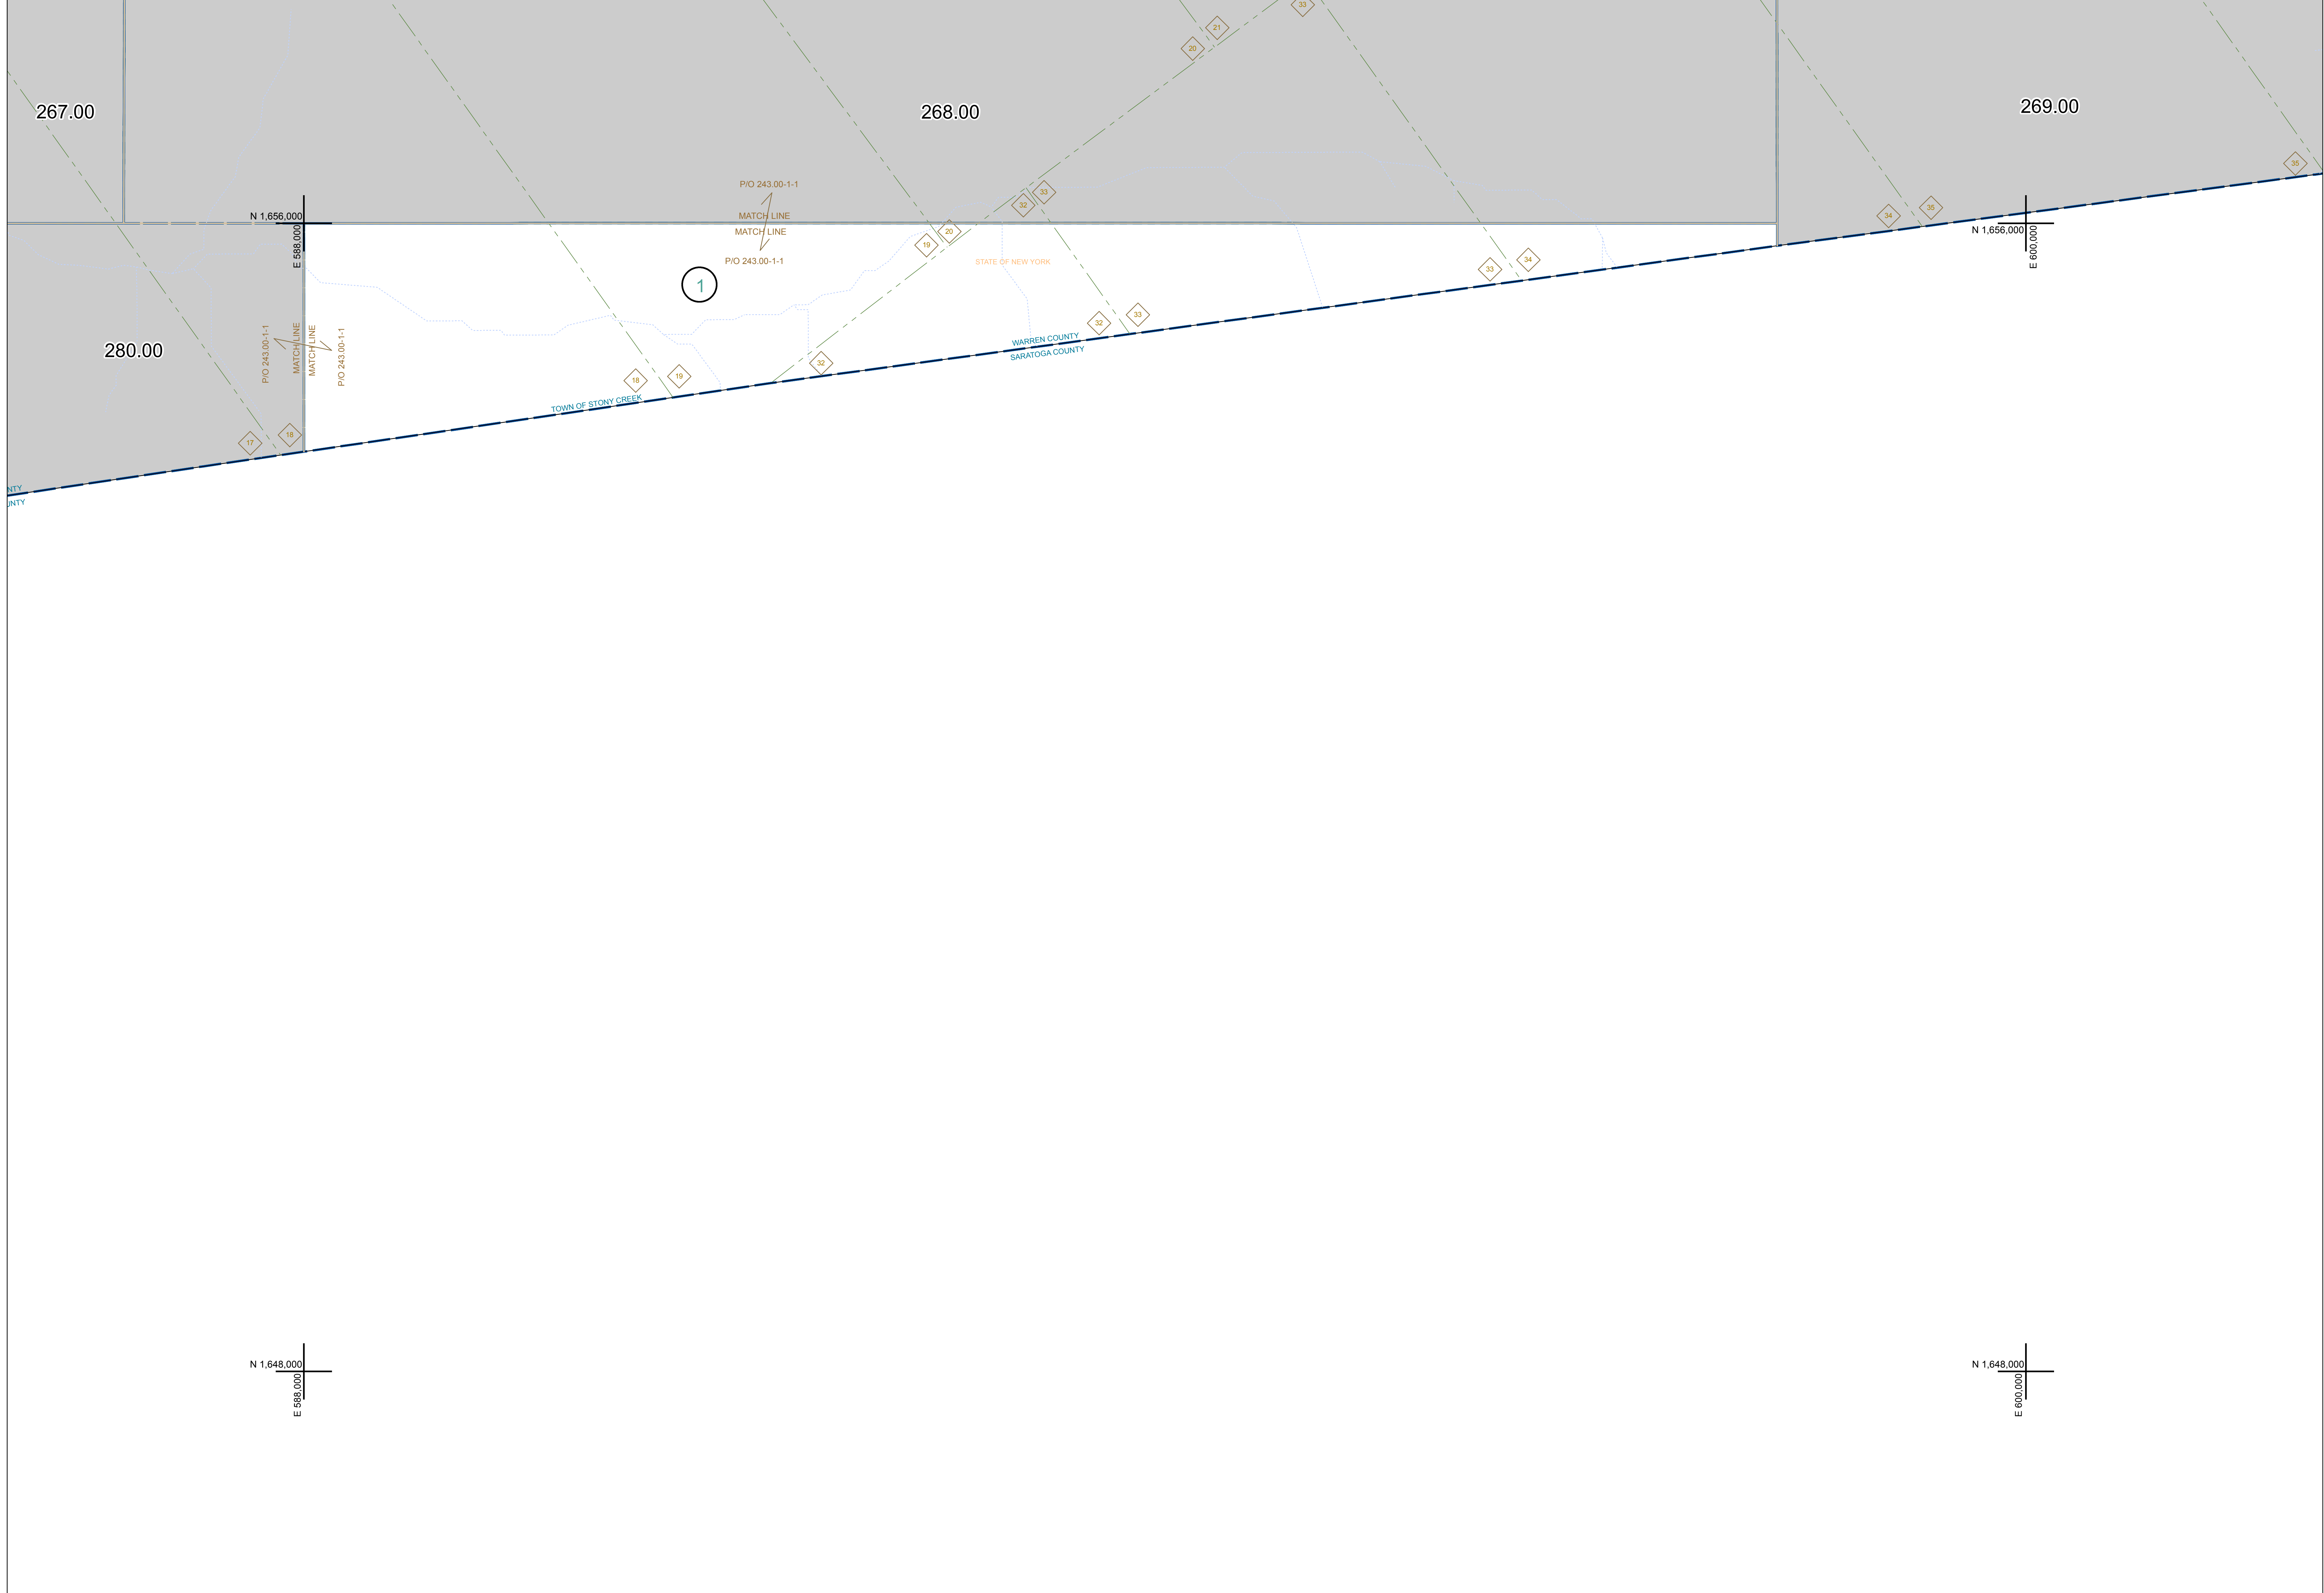 33
21
20
267.00
268.00
269.00
35
P/O 243.00-1-1
33
32
35
34
N 1,656,000
E 588,000
MATCH LINE
MATCH LINE
20
19
P/O 243.00-1-1
STATE OF NEW YORK
N 1,656,000
E 600,000
33
34
1
32
33
280.00
P/O 243.00-1-1
MATCH LINE
MATCH LINE
P/O 243.00-1-1
WARREN COUNTY
SARATOGA COUNTY
32
18
19
TOWN OF STONY CREEK
17
18
NTY
UNTY
N 1,648,000
E 588,000
N 1,648,000
E 600,000